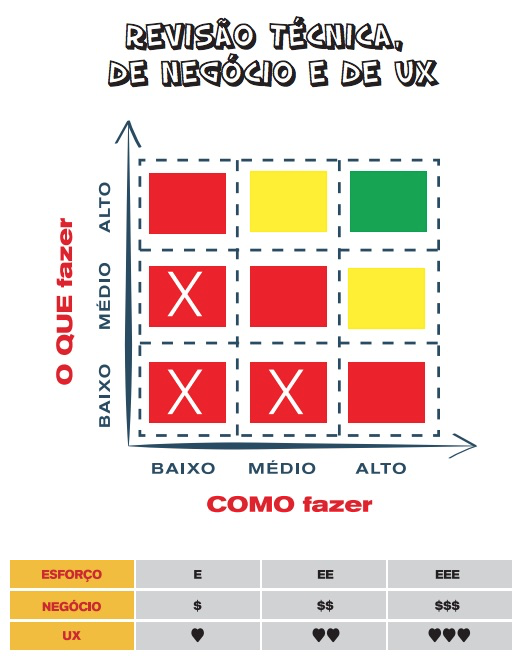 REVISÃO TÉCNICA,
DE NEGÓCIO E DE UX
O QUE fazer
ALTO
MÉDIO X
BAIXO X X
BAIXO MÉDIO ALTO
COMO fazer
ESFORÇO E EE EEE
NEGÓCIO $ $$ $$$
UX ♥ ♥♥ ♥♥♥